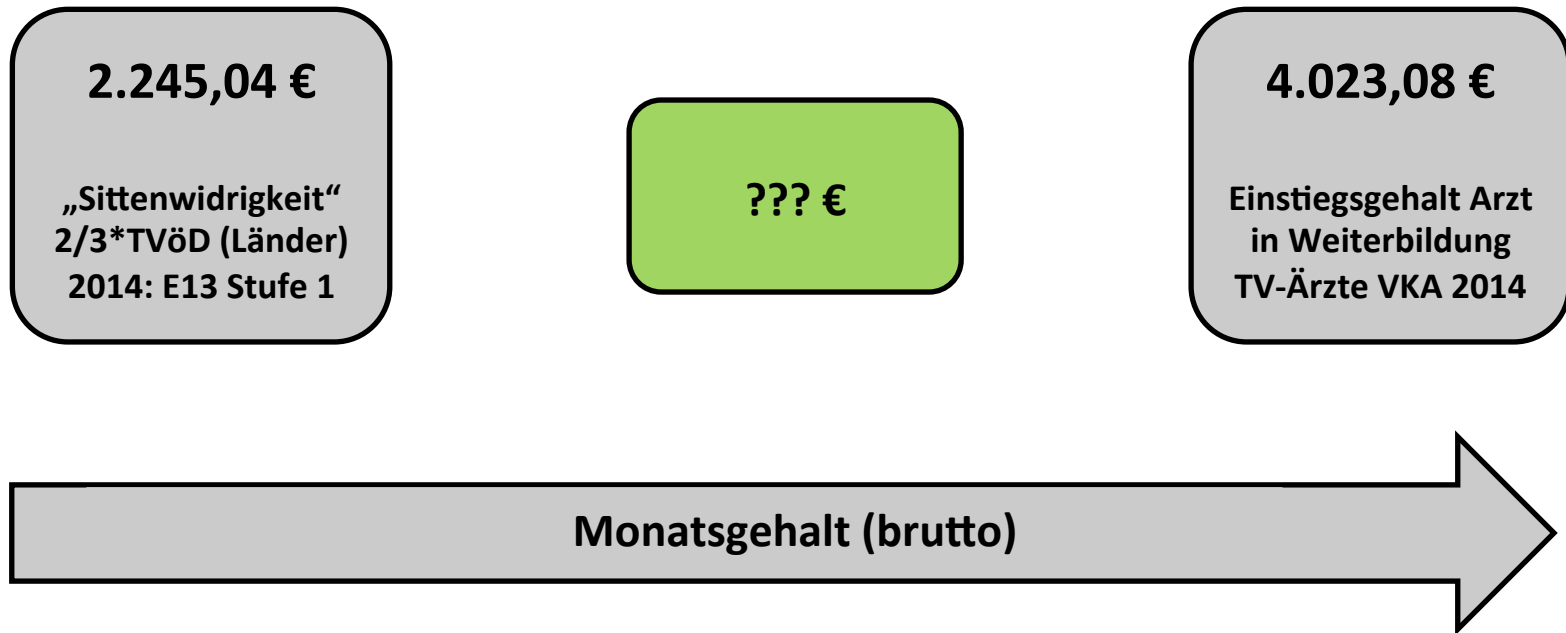 2.245,04 €
„Sittenwidrigkeit“
2/3*TVöD (Länder)
2014: E13 Stufe 1
??? €
4.023,08 €
Einstiegsgehalt Arzt
in Weiterbildung
TV-Ärzte VKA 2014
Monatsgehalt (brutto)